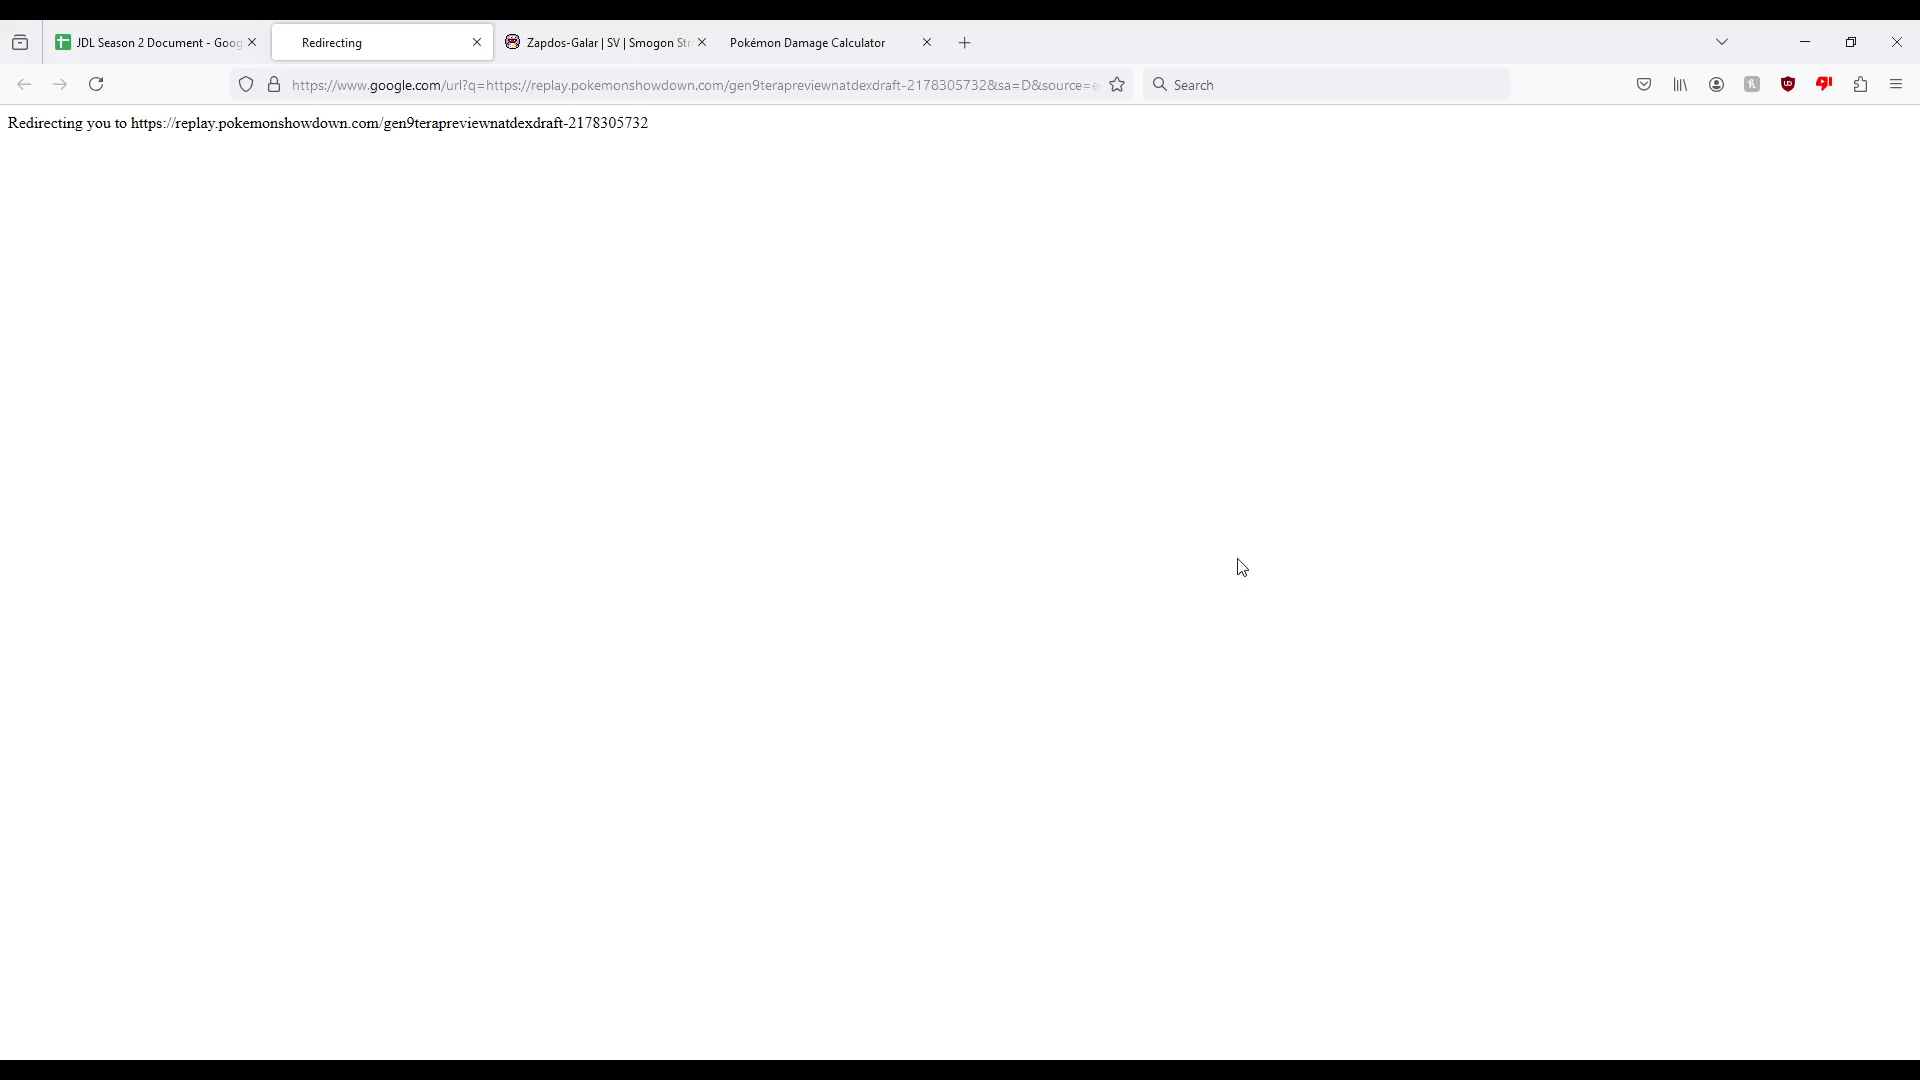 JDL Season 2 Document - Goog
Redirecting
Zapdos-Galar | SV | Smogon Str
Pokémon Damage Calculator
https://www.google.com/url?q=https://replay.pokemonshowdown.com/gen9terapreviewnatdexdraft-2178305732&sa=D&source=e
Search
Redirecting you to https://replay.pokemonshowdown.com/gen9terapreviewnatdexdraft-2178305732